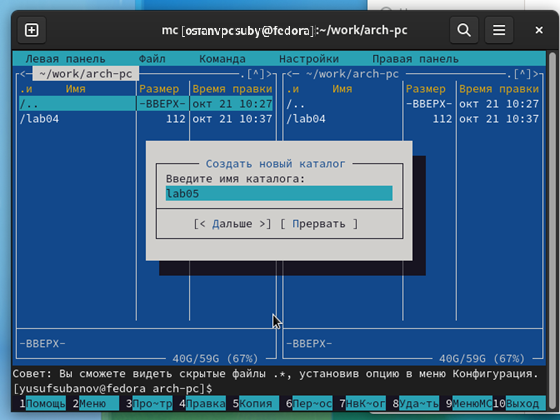 mc [ostanvpcsuby@fedora]:~/work/arch-pc
Левая панель Файл Команда Настройки Правая панель
<— ~/work/arch-pc .[^]> <— ~/work/arch-pc .[^]>
.и Имя Размер Время правки .и Имя Размер Время правки
/.. -ВВЕРХ- окт 21 10:27 /.. -ВВЕРХ- окт 21 10:27
/lab04 112 окт 21 10:37 /lab04 112 окт 21 10:37
Создать новый каталог
Введите имя каталога:
lab05
[< Дальше >] [ Прервать ]
-ВВЕРХ- -ВВЕРХ-
40G/59G (67%) 40G/59G (67%)
Совет: Вы сможете видеть скрытые файлы .*, установив опцию в меню Конфигурация.
[yusufsubanov@fedora arch-pc]$
1Помощь 2Меню 3Про~тр 4Правка 5Копия 6Пер~ос 7НвК~ог 8Уда~ть 9МенюMC 10Выход